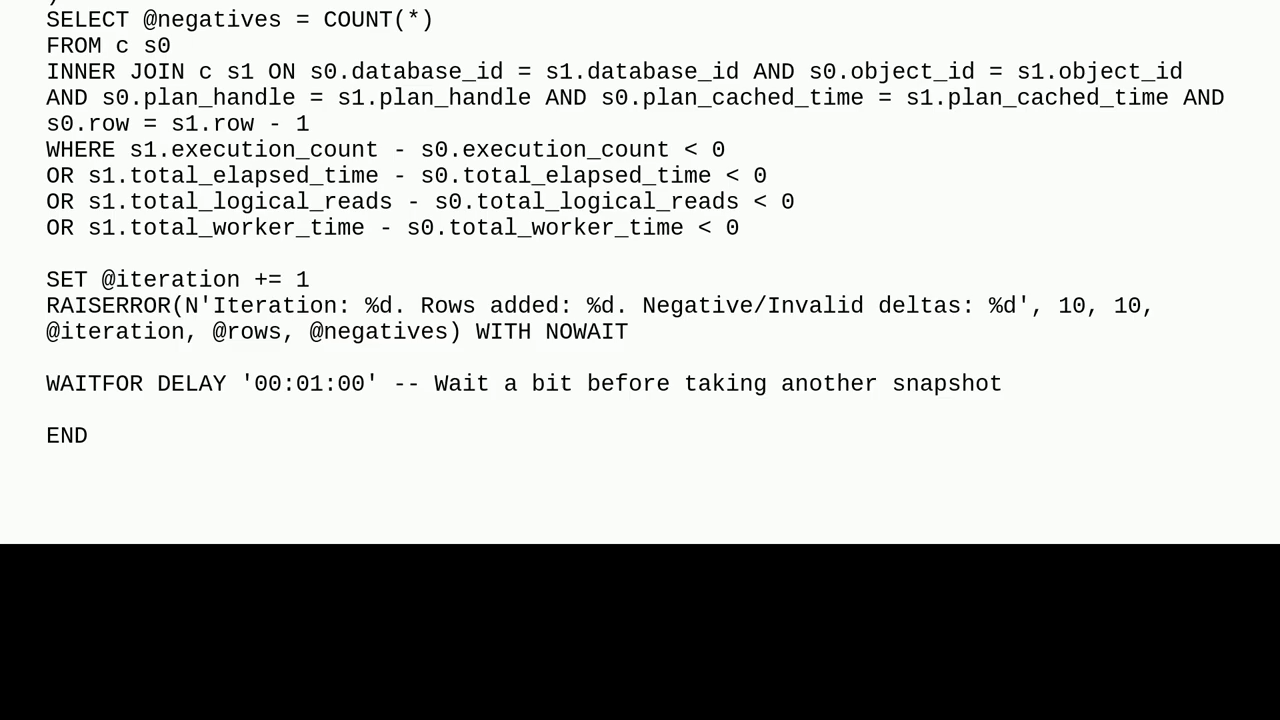 )
SELECT @negatives = COUNT(*)
FROM c s0
INNER JOIN c s1 ON s0.database_id = s1.database_id AND s0.object_id = s1.object_id
AND s0.plan_handle = s1.plan_handle AND s0.plan_cached_time = s1.plan_cached_time AND
s0.row = s1.row - 1
WHERE s1.execution_count - s0.execution_count < 0
OR s1.total_elapsed_time - s0.total_elapsed_time < 0
OR s1.total_logical_reads - s0.total_logical_reads < 0
OR s1.total_worker_time - s0.total_worker_time < 0
SET @iteration += 1
RAISERROR(N'Iteration: %d. Rows added: %d. Negative/Invalid deltas: %d', 10, 10,
@iteration, @rows, @negatives) WITH NOWAIT
WAITFOR DELAY '00:01:00' -- Wait a bit before taking another snapshot
END